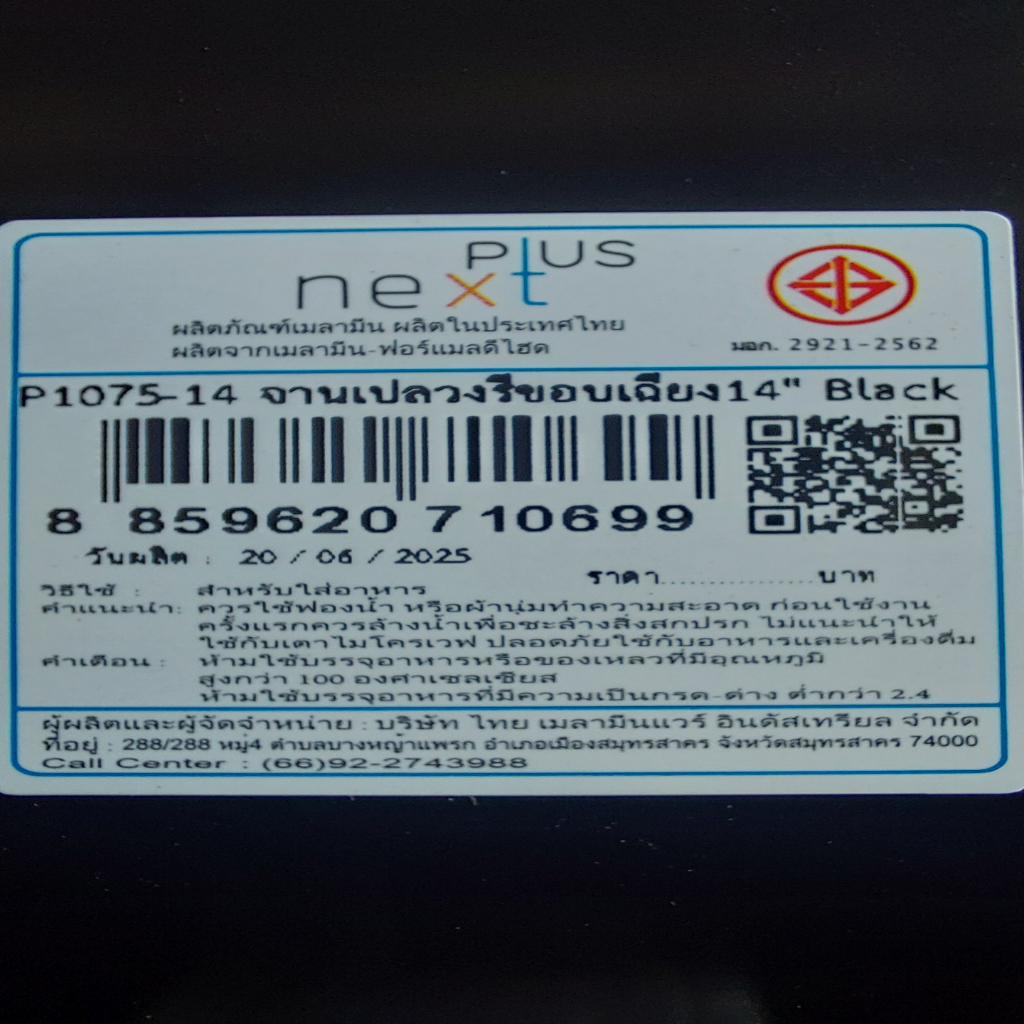 next PLUS
ผลิตภัณฑ์เมลามีน ผลิตในประเทศไทย
ผลิตจากเมลามีน-ฟอร์แมลดีไฮด
มอก. 2921-2562
P1075-14 จานเปลวงรีขอบเฉียง14" Black
8 859620 710699
วันผลิต : 20 / 06 / 2025
ราคา................บาท
วิธีใช้ : สำหรับใส่อาหาร
คำแนะนำ: ควรใช้ฟองน้ำ หรือผ้านุ่มทำความสะอาด ก่อนใช้งาน
ครั้งแรกควรล้างน้ำเพื่อชะล้างสิ่งสกปรก ไม่แนะนำให้
ใช้กับเตาไมโครเวฟ ปลอดภัยใช้กับอาหารและเครื่องดื่ม
คำเตือน : ห้ามใช้บรรจุอาหารหรือของเหลวที่มีอุณหภูมิ
สูงกว่า 100 องศาเซลเซียส
ห้ามใช้บรรจุอาหารที่มีความเป็นกรด-ด่าง ต่ำกว่า 2.4
ผู้ผลิตและผู้จัดจำหน่าย : บริษัท ไทย เมลามีนแวร์ อินดัสเทรียล จำกัด
ที่อยู่ : 288/288 หมู่4 ตำบลบางหญ้าแพรก อำเภอเมืองสมุทรสาคร จังหวัดสมุทรสาคร 74000
Call Center : (66)92-2743988